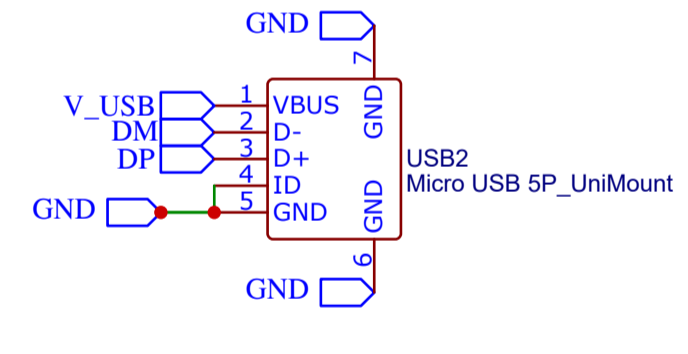 GND
7
V_USB 1 VBUS GND
DM 2 D-
DP 3 D+ USB2
4 ID Micro USB 5P_UniMount
GND 5 GND GND
6
GND